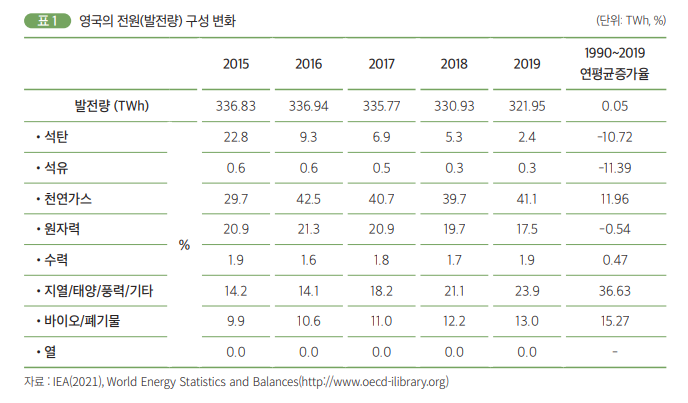 표 1 영국의 전원(발전량) 구성 변화 (단위: TWh, %)
2015 2016 2017 2018 2019 1990~2019 연평균증가율
발전량 (TWh) 336.83 336.94 335.77 330.93 321.95 0.05
• 석탄 22.8 9.3 6.9 5.3 2.4 -10.72
• 석유 0.6 0.6 0.5 0.3 0.3 -11.39
• 천연가스 29.7 42.5 40.7 39.7 41.1 11.96
• 원자력 20.9 21.3 20.9 19.7 17.5 -0.54
%
• 수력 1.9 1.6 1.8 1.7 1.9 0.47
• 지열/태양/풍력/기타 14.2 14.1 18.2 21.1 23.9 36.63
• 바이오/폐기물 9.9 10.6 11.0 12.2 13.0 15.27
• 열 0.0 0.0 0.0 0.0 0.0 -
자료 : IEA(2021), World Energy Statistics and Balances(http://www.oecd-ilibrary.org)